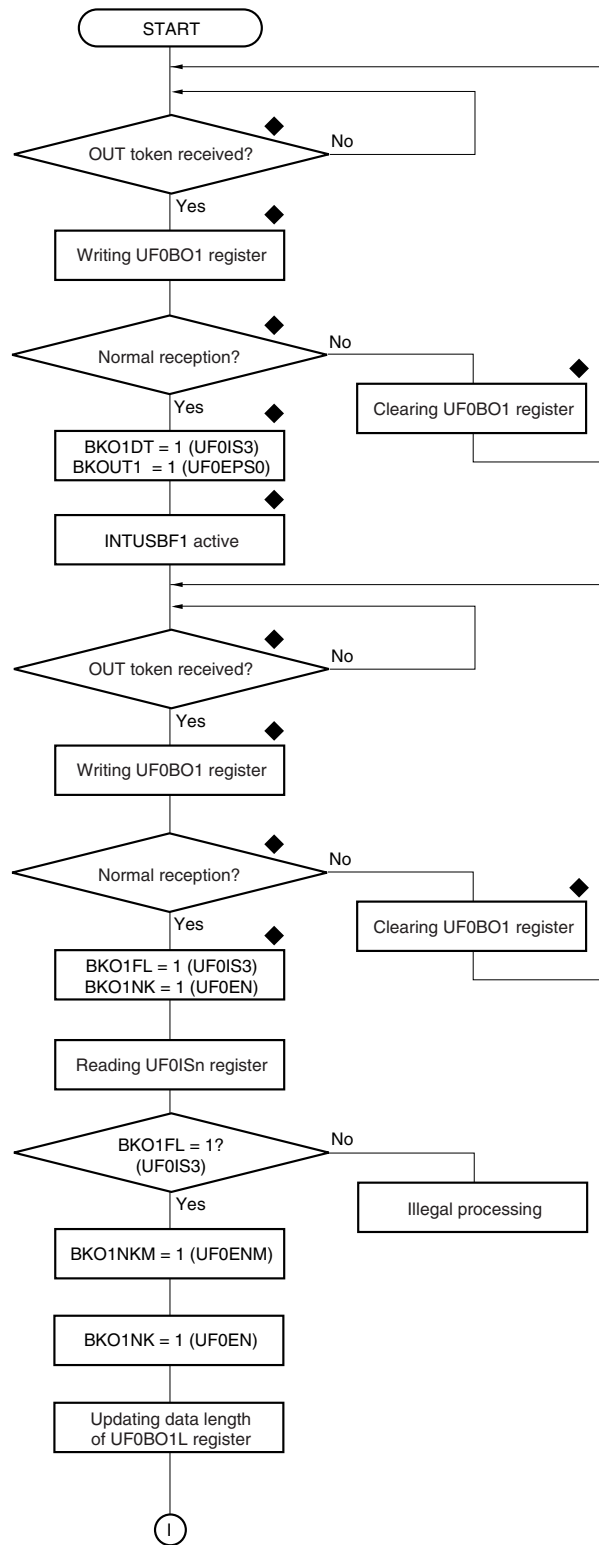 START
OUT token received?
No
Yes
Writing UF0BO1 register
Normal reception?
No
Yes
Clearing UF0BO1 register
BKO1DT = 1 (UF0IS3)
BKOUT1 = 1 (UF0EPS0)
INTUSBF1 active
OUT token received?
No
Yes
Writing UF0BO1 register
Normal reception?
No
Yes
Clearing UF0BO1 register
BKO1FL = 1 (UF0IS3)
BKO1NK = 1 (UF0EN)
Reading UF0ISn register
BKO1FL = 1?
(UF0IS3)
No
Yes
Illegal processing
BKO1NKM = 1 (UF0ENM)
BKO1NK = 1 (UF0EN)
Updating data length
of UF0BO1L register
I